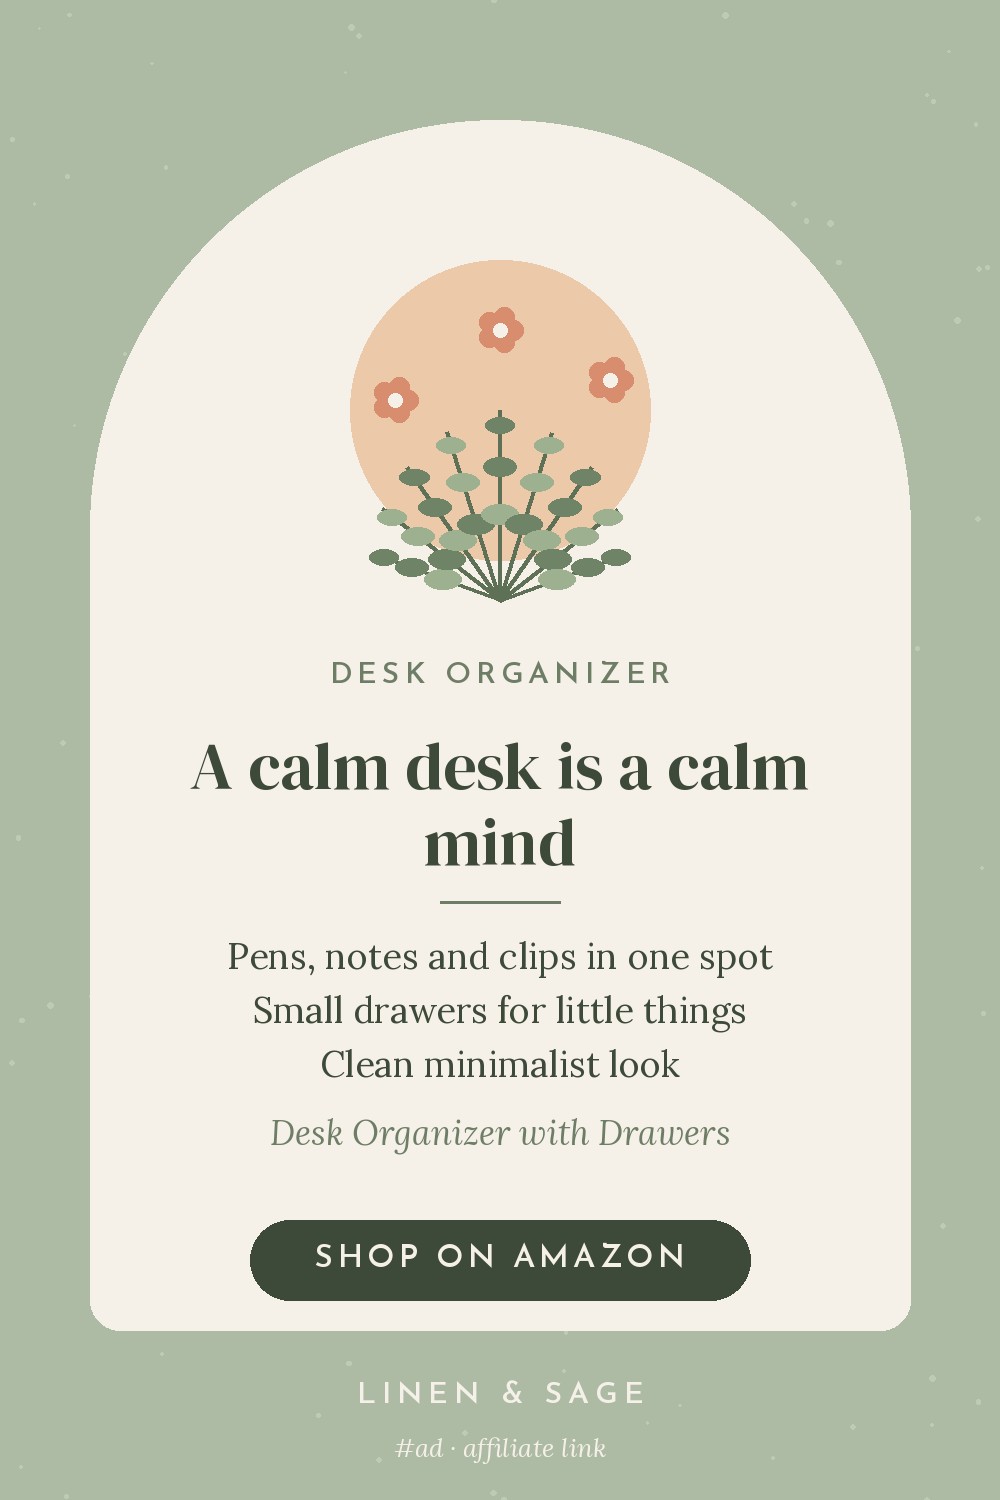 DESK ORGANIZER
A calm desk is a calm
mind
Pens, notes and clips in one spot
Small drawers for little things
Clean minimalist look
Desk Organizer with Drawers
SHOP ON AMAZON
LINEN & SAGE
#ad · affiliate link